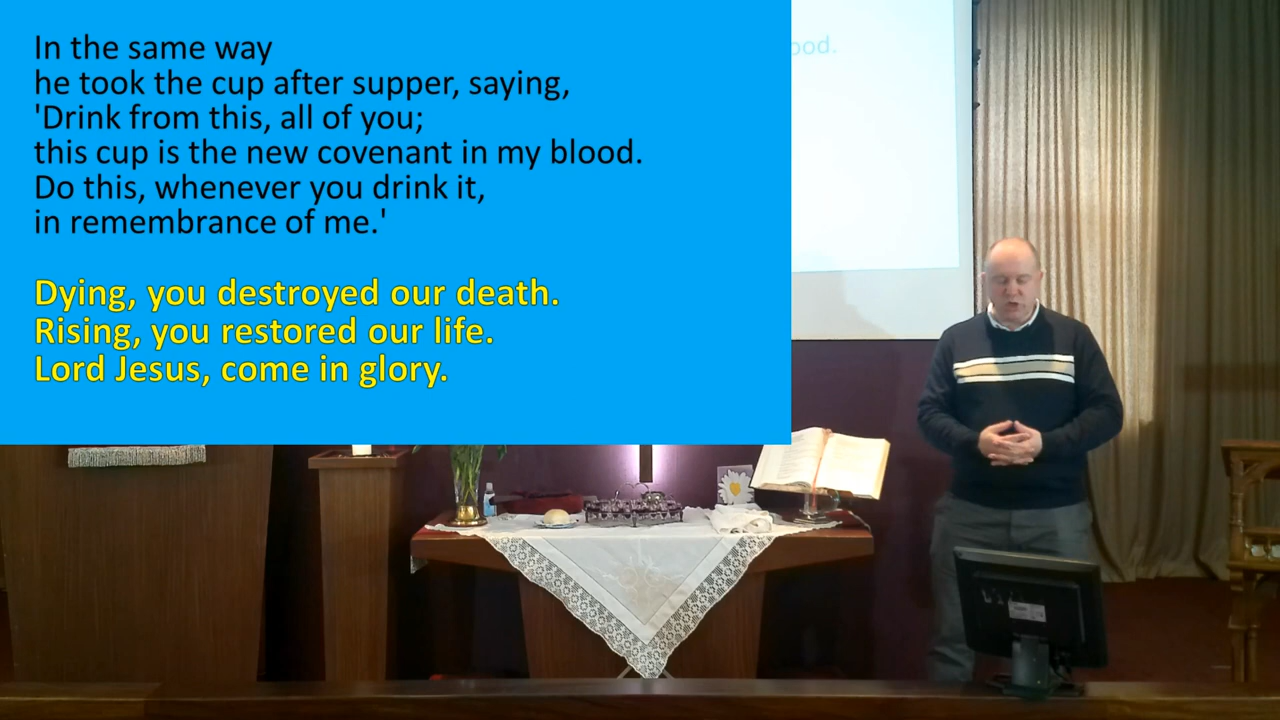 In the same way
he took the cup after supper, saying,
'Drink from this, all of you;
this cup is the new covenant in my blood.
Do this, whenever you drink it,
in remembrance of me.'
Dying, you destroyed our death.
Rising, you restored our life.
Lord Jesus, come in glory.